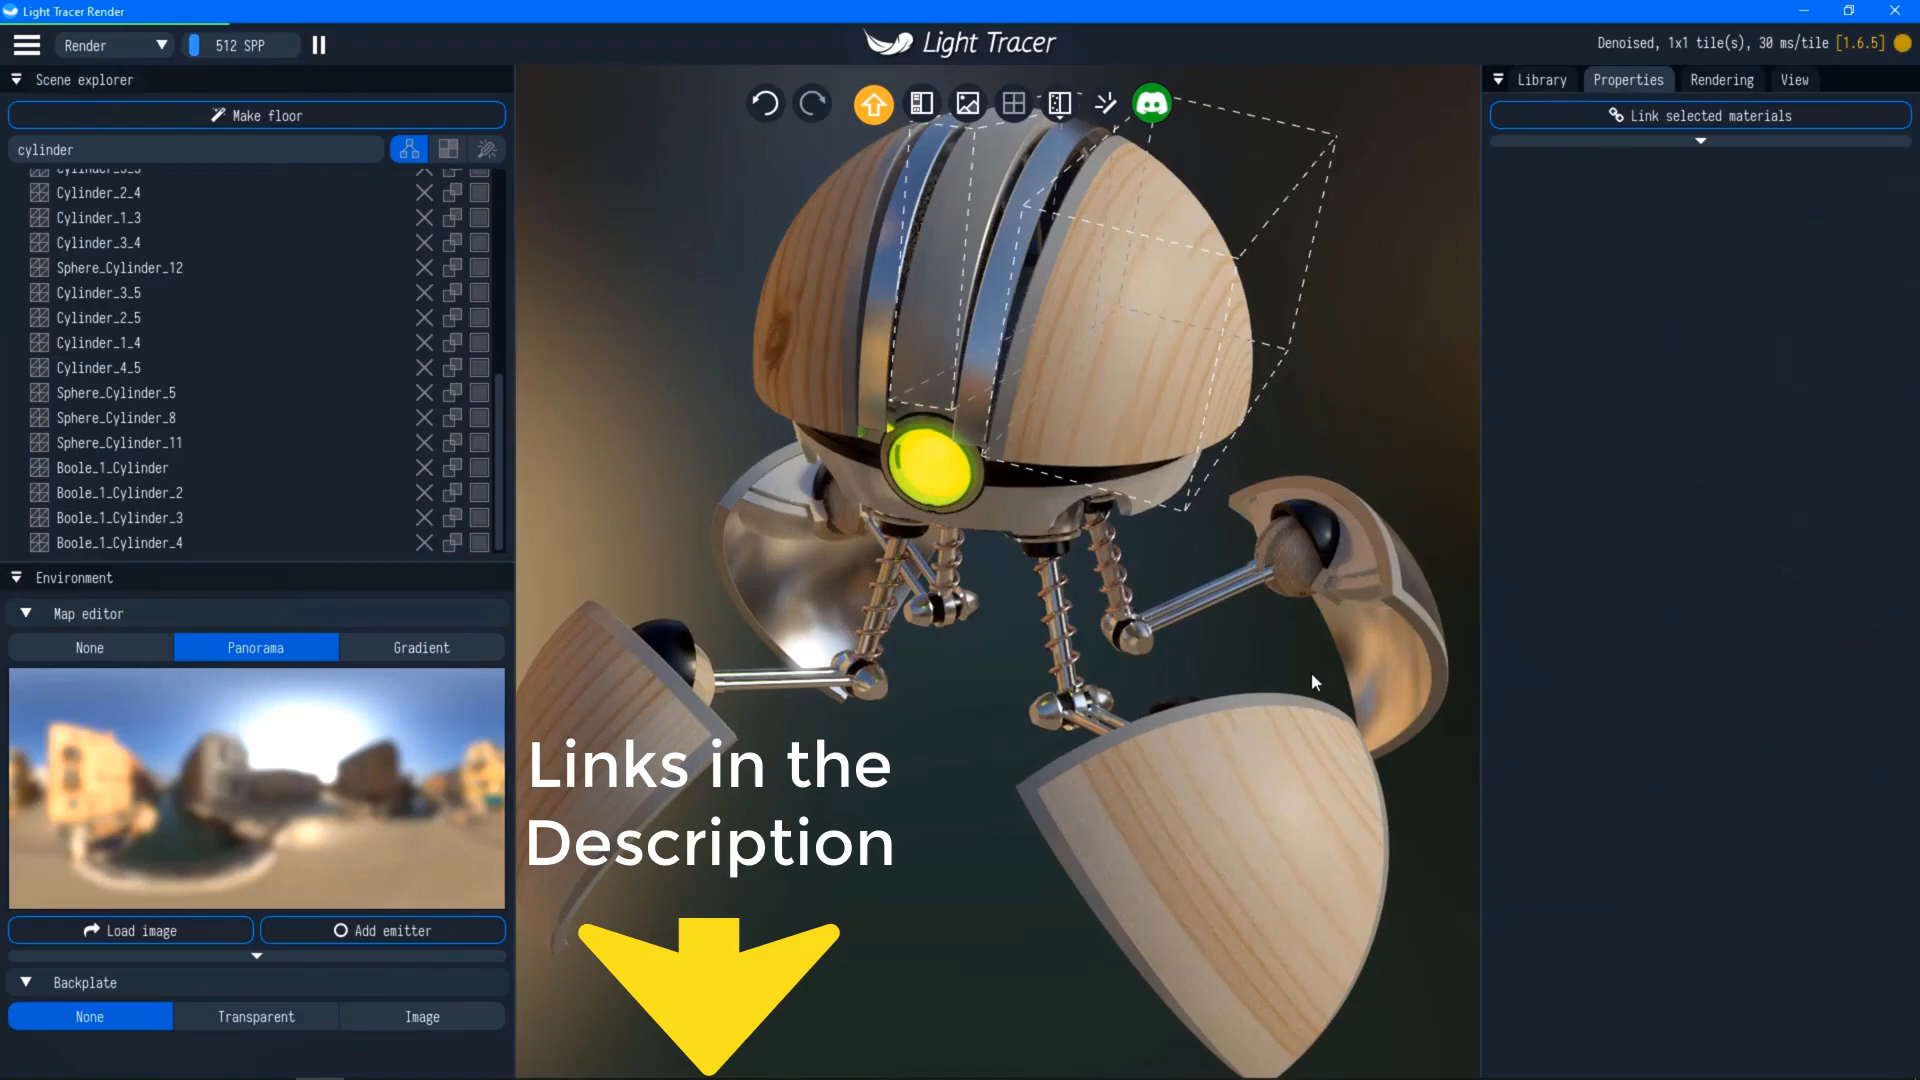 Light Tracer Render
Render
512 SPP
Light Tracer
Denoised, 1x1 tile(s), 30 ms/tile [1.6.5]
Scene explorer
Make floor
cylinder
Cylinder_2_4
Cylinder_1_3
Cylinder_3_4
Sphere_Cylinder_12
Cylinder_3_5
Cylinder_2_5
Cylinder_1_4
Cylinder_4_5
Sphere_Cylinder_5
Sphere_Cylinder_8
Sphere_Cylinder_11
Boole_1_Cylinder
Boole_1_Cylinder_2
Boole_1_Cylinder_3
Boole_1_Cylinder_4
Environment
Map editor
None Panorama Gradient
Load image Add emitter
Backplate
None Transparent Image
Links in the
Description
Library Properties Rendering View
Link selected materials